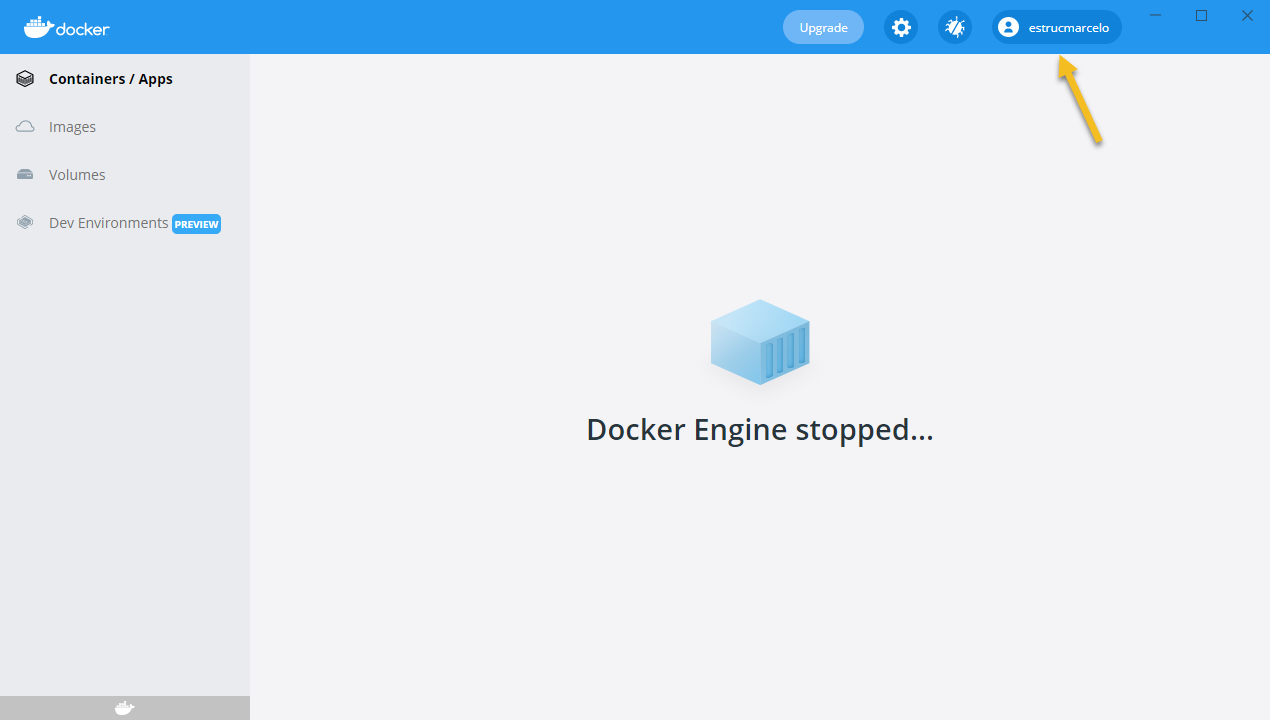 docker
Upgrade
estrucmarcelo
Containers / Apps
Images
Volumes
Dev Environments PREVIEW
Docker Engine stopped...